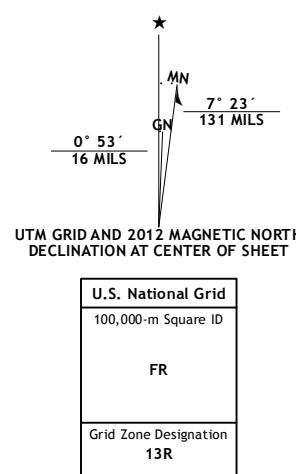 ★
MN
7° 23´
131 MILS
GN
0° 53´
16 MILS
UTM GRID AND 2012 MAGNETIC NORTH
DECLINATION AT CENTER OF SHEET
U.S. National Grid
100,000-m Square ID
FR
Grid Zone Designation
13R